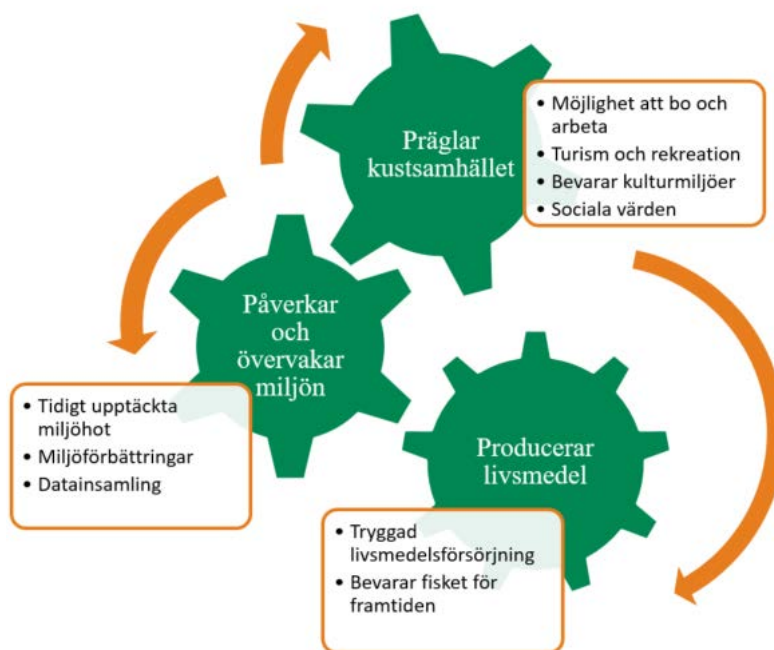 Präglar
kustsamhället
• Möjlighet att bo och
arbeta
• Turism och rekreation
• Bevarar kulturmiljöer
• Sociala värden
Påverkar
och
övervakar
miljön
• Tidigt upptäckta
miljöhot
• Miljöförbättringar
• Datainsamling
Producerar
livsmedel
• Tryggad
livsmedelsförsörjning
• Bevarar fisket för
framtiden